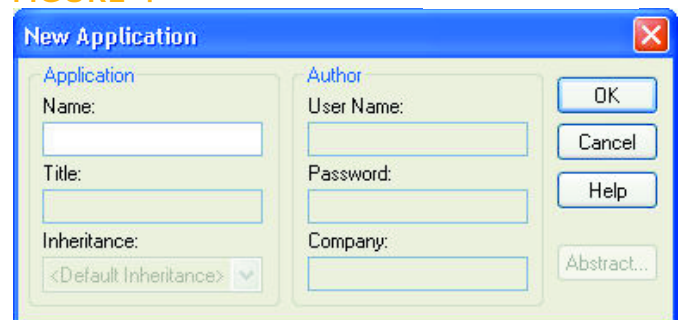 New Application
Application
Name:
Title:
Inheritance:
<Default Inheritance>
Author
User Name:
Password:
Company:
OK
Cancel
Help
Abstract...